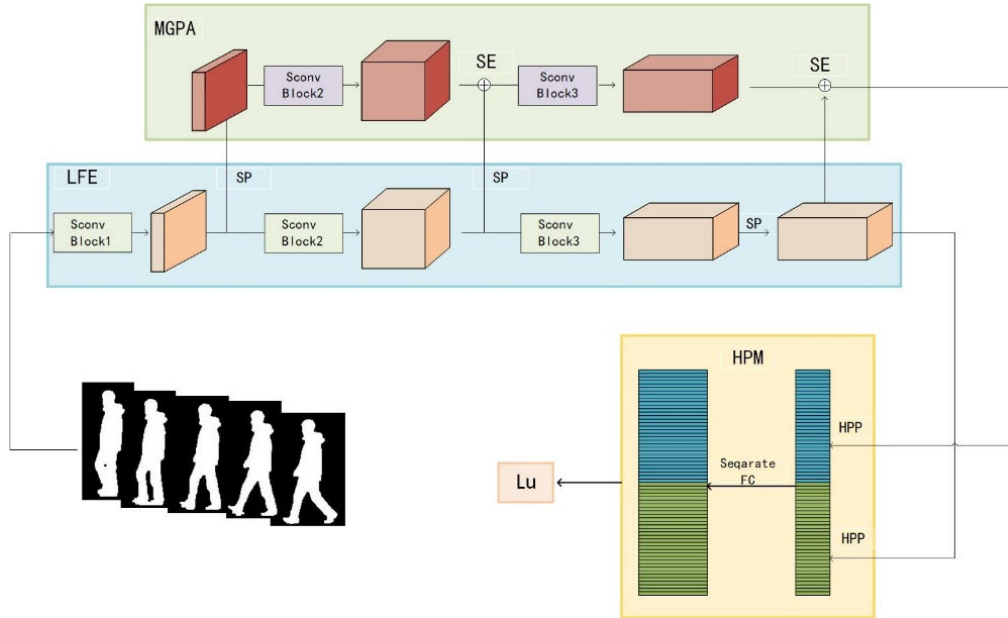 MGPA
Sconv
Block2
SE
Sconv
Block3
SE
LFE
SP
SP
Sconv
Block1
Sconv
Block2
Sconv
Block3
SP
HPM
HPP
Seqarate
FC
Lu
HPP